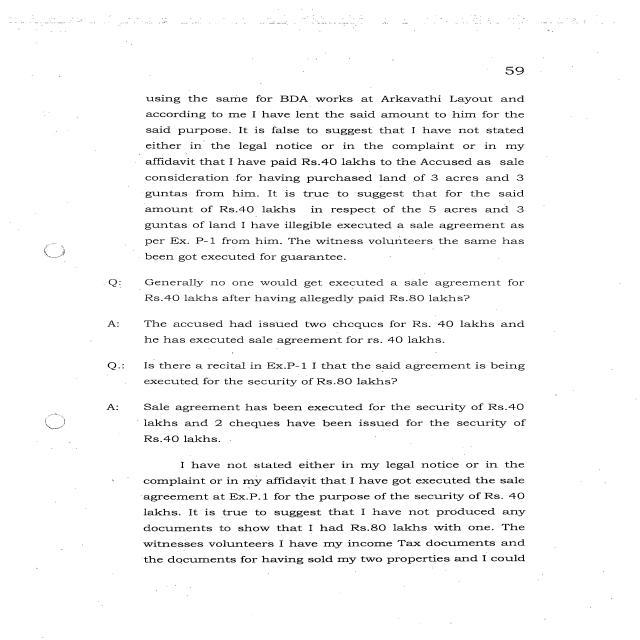 59
using the same for BDA works at Arkavathi Layout and
according to me I have lent the said amount to him for the
said purpose. It is false to suggest that I have not stated
either in the legal notice or in the complaint or in my
affidavit that I have paid Rs.40 lakhs to the Accused as sale
consideration for having purchased land of 3 acres and 3
guntas from him. It is true to suggest that for the said
amount of Rs.40 lakhs in respect of the 5 acres and 3
guntas of land I have illegible executed a sale agreement as
per Ex. P-1 from him. The witness volunteers the same has
been got executed for guarantee.
Q: Generally no one would get executed a sale agreement for
Rs.40 lakhs after having allegedly paid Rs.80 lakhs?
A: The accused had issued two checqucs for Rs. 40 lakhs and
he has executed sale agreement for rs. 40 lakhs.
Q.: Is there a recital in Ex.P-1 I that the said agreement is being
executed for the security of Rs.80 lakhs?
A: Sale agreement has been executed for the security of Rs.40
lakhs and 2 cheques have been issued for the security of
Rs.40 lakhs.
I have not stated either in my legal notice or in the
complaint or in my affidavit that I have got executed the sale
agreement at Ex.P.1 for the purpose of the security of Rs. 40
lakhs. It is true to suggest that I have not produced any
documents to show that I had Rs.80 lakhs with one. The
witnesses volunteers I have my income Tax documents and
the documents for having sold my two properties and I could